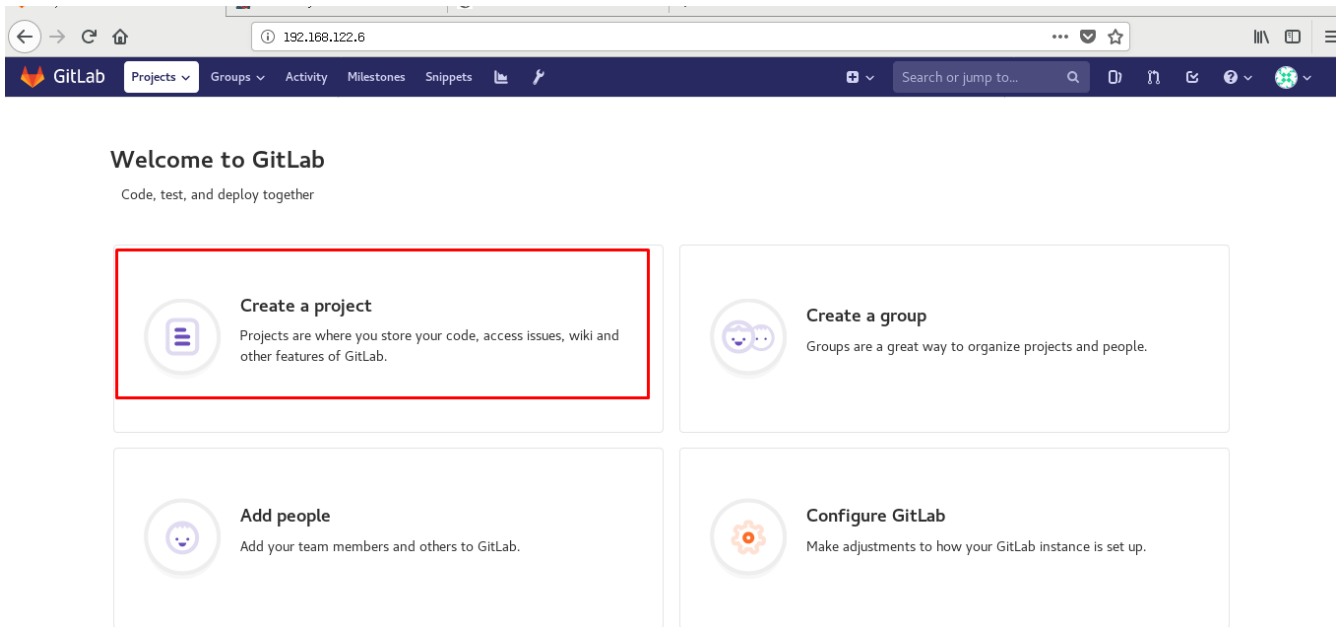 192.168.122.6
GitLab Projects Groups Activity Milestones Snippets Search or jump to...
Welcome to GitLab
Code, test, and deploy together
Create a project
Projects are where you store your code, access issues, wiki and
other features of GitLab.
Create a group
Groups are a great way to organize projects and people.
Add people
Add your team members and others to GitLab.
Configure GitLab
Make adjustments to how your GitLab instance is set up.